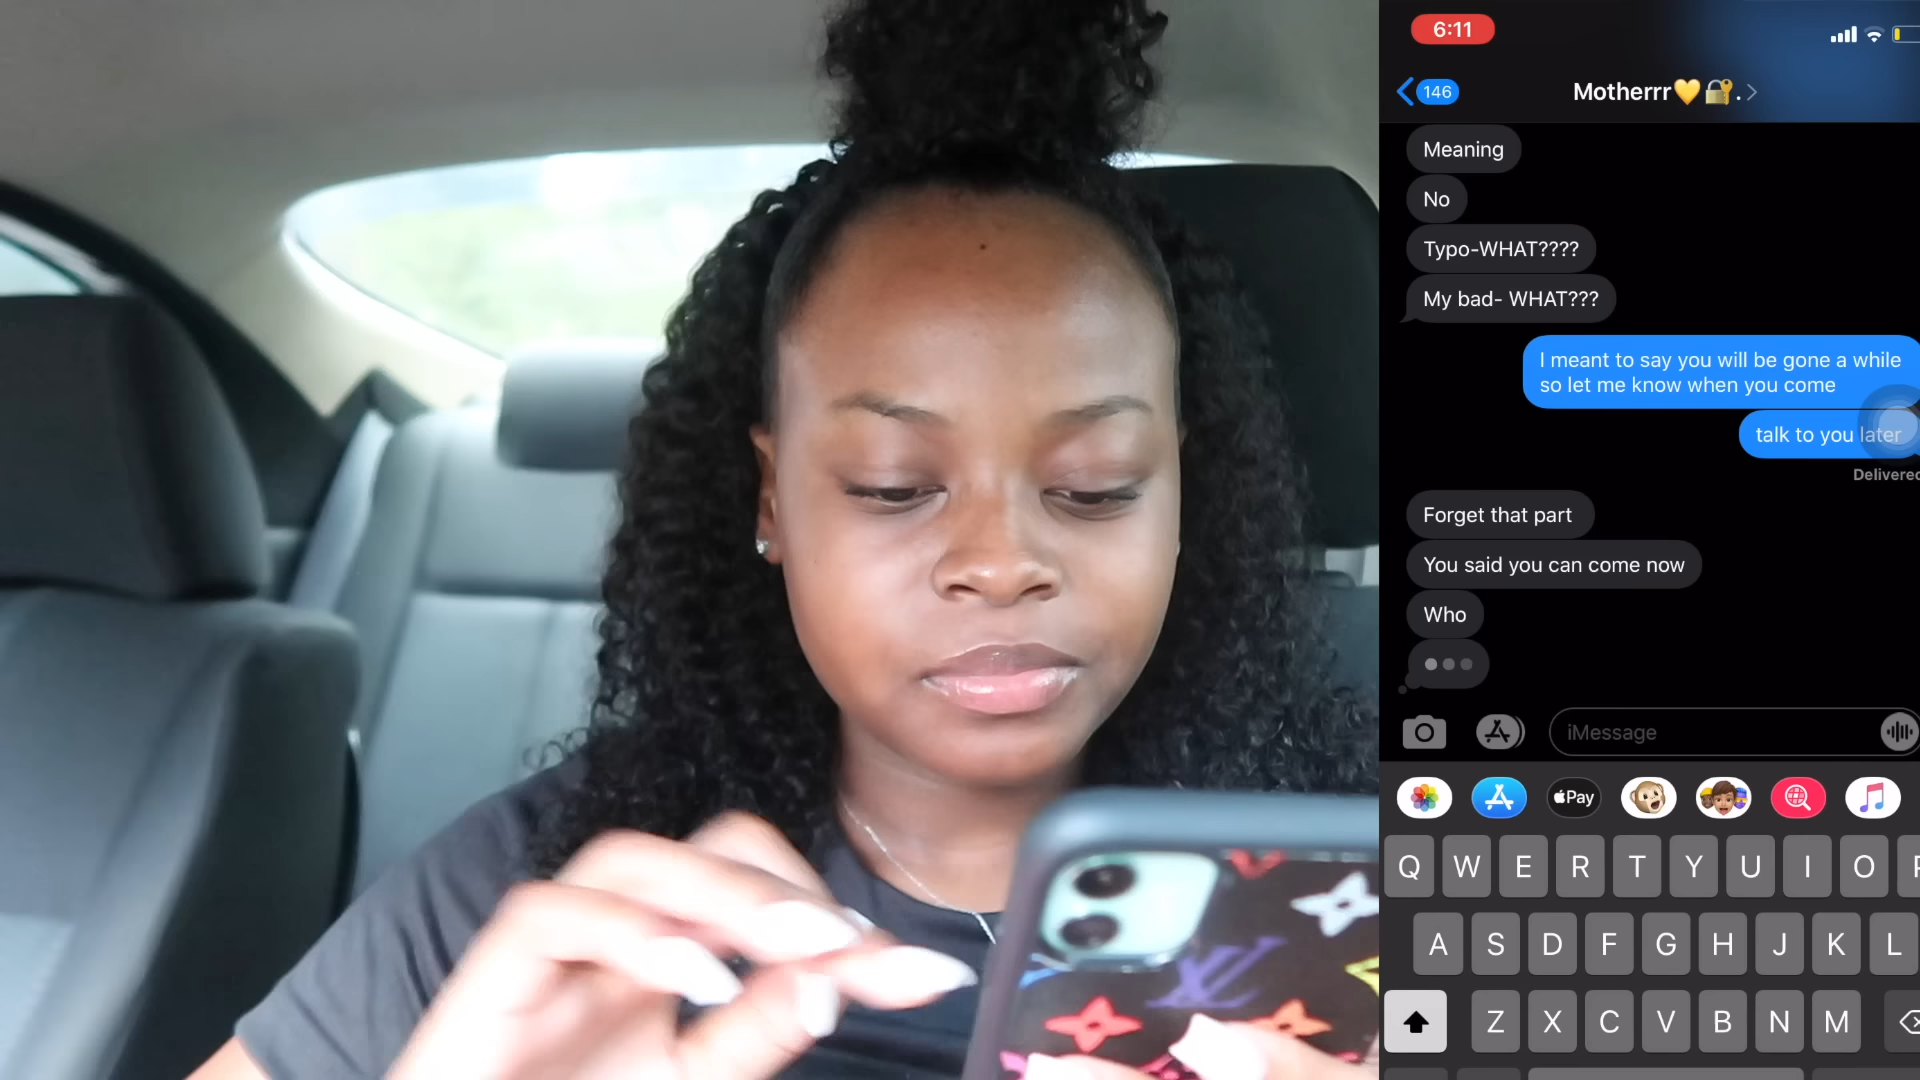 6:11
146
Motherrr💛🔐.
Meaning
No
Typo-WHAT????
My bad- WHAT???
I meant to say you will be gone a while
so let me know when you come
talk to you later
Delivered
Forget that part
You said you can come now
Who
iMessage
Pay
Q W E R T Y U I O P
A S D F G H J K L
Z X C V B N M
LV